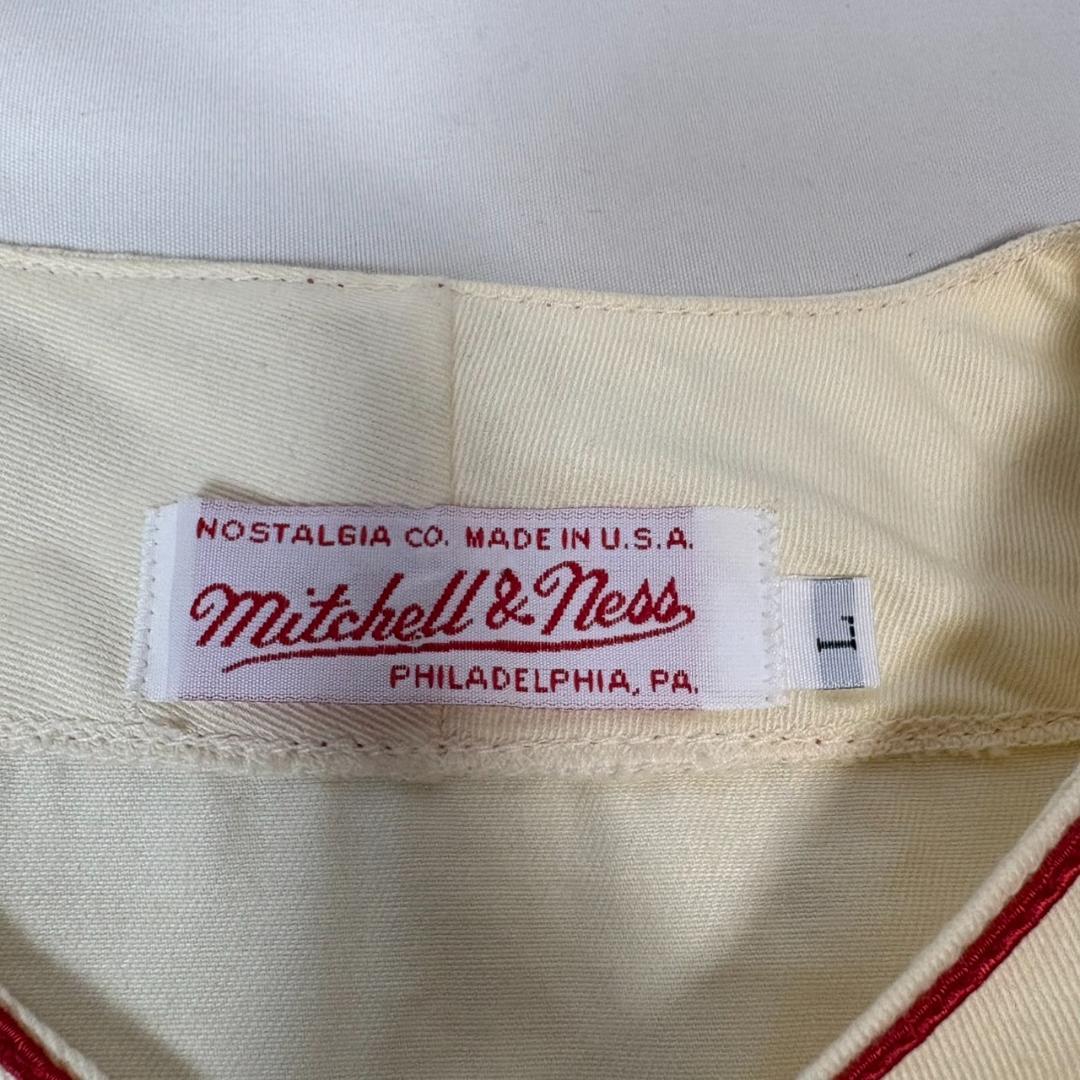 NOSTALGIA CO. MADE IN U.S.A.
Mitchell & Ness
PHILADELPHIA, PA.
L